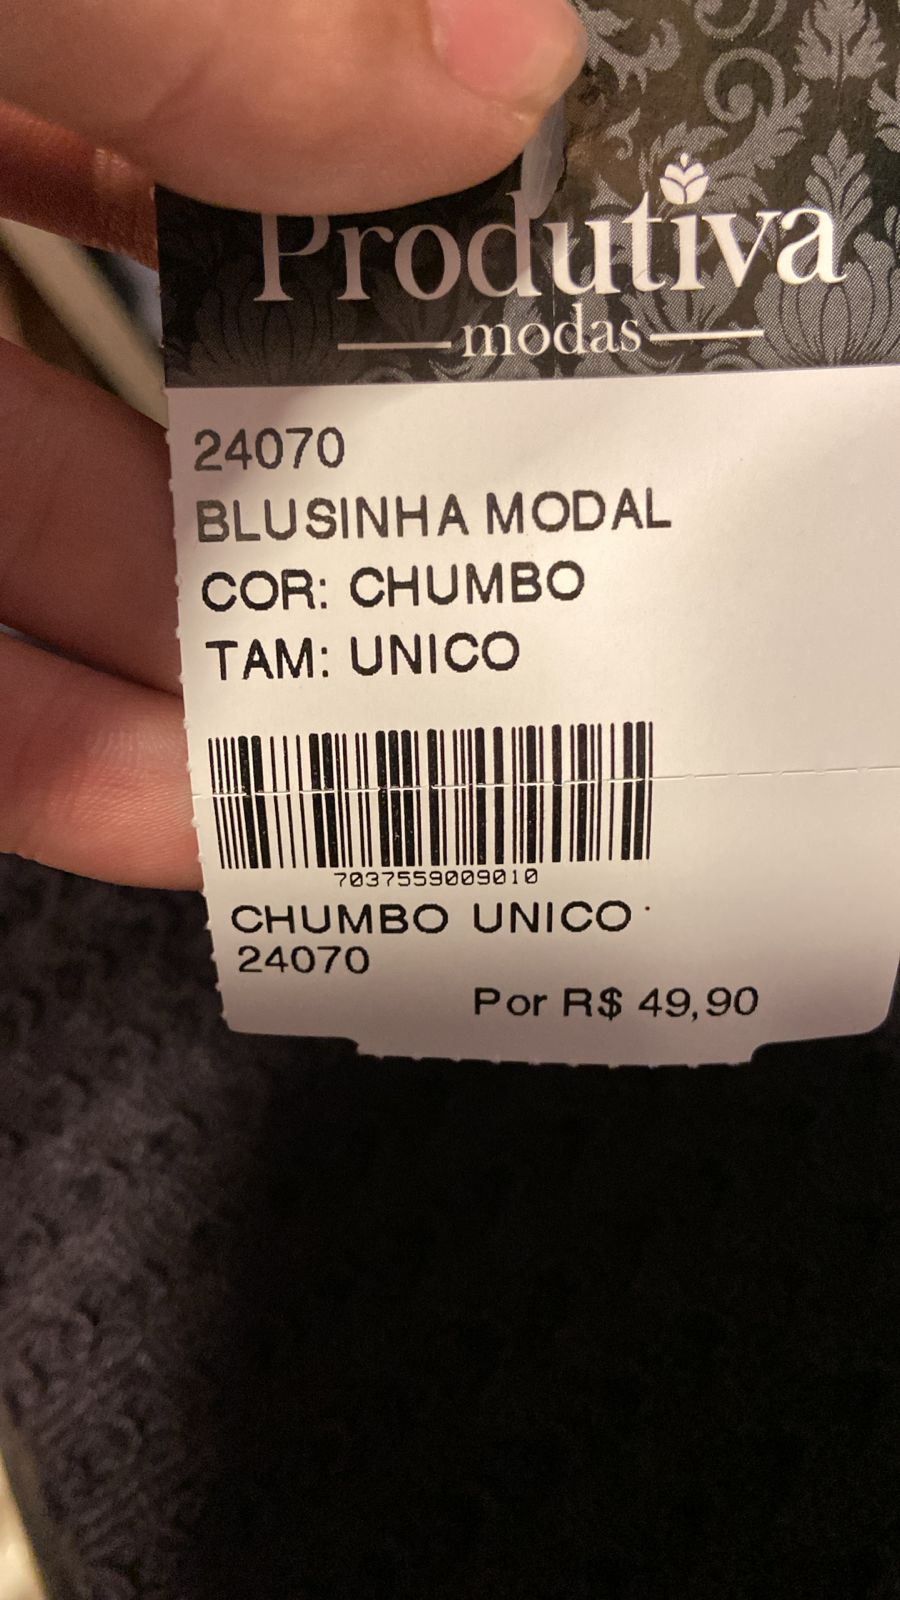 Produtiva
modas
24070
BLUSINHA MODAL
COR: CHUMBO
TAM: UNICO
7037559009010
CHUMBO UNICO
24070
Por R$ 49,90